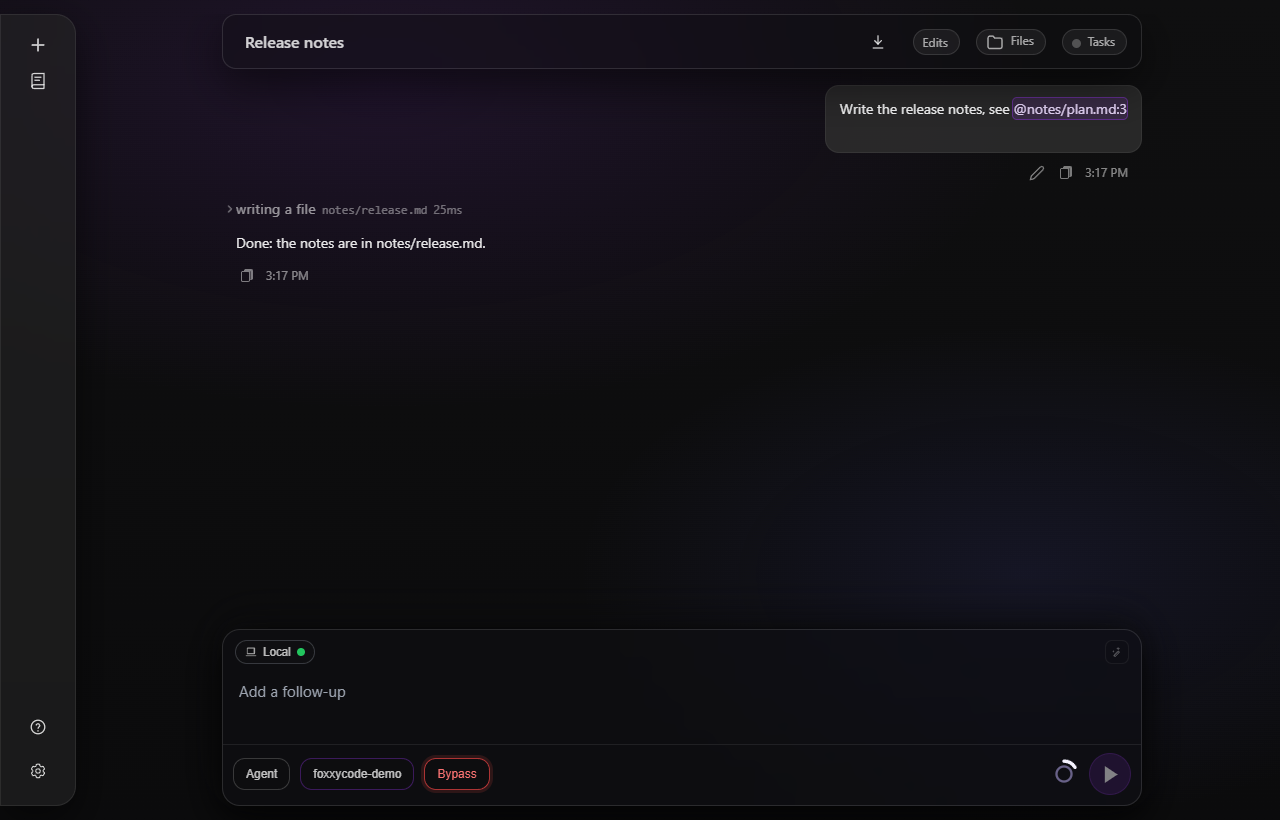 Release notes
Edits
Files
Tasks
Write the release notes, see @notes/plan.md:3
3:17 PM
writing a file notes/release.md 25ms
Done: the notes are in notes/release.md.
3:17 PM
Local
Add a follow-up
Agent
foxxycode-demo
Bypass